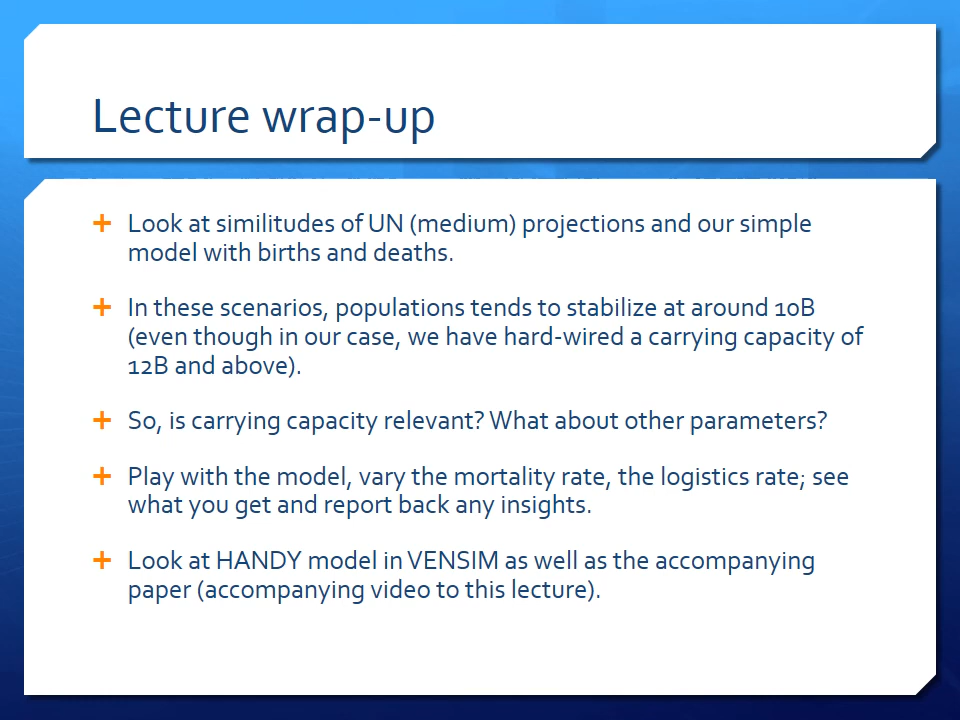 Lecture wrap-up
Look at similitudes of UN (medium) projections and our simple
model with births and deaths.
In these scenarios, populations tends to stabilize at around 10B
(even though in our case, we have hard-wired a carrying capacity of
12B and above).
So, is carrying capacity relevant? What about other parameters?
Play with the model, vary the mortality rate, the logistics rate; see
what you get and report back any insights.
Look at HANDY model in VENSIM as well as the accompanying
paper (accompanying video to this lecture).